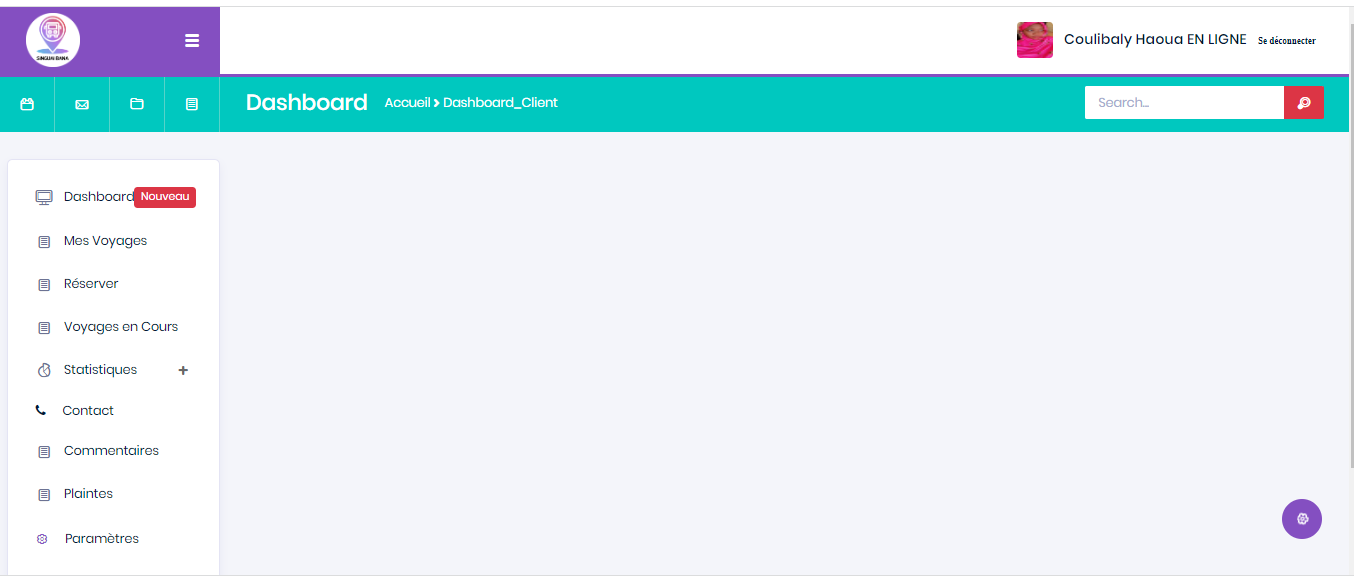 SINGUN BANA
Coulibaly Haoua EN LIGNE Se déconnecter
Dashboard Accueil > Dashboard_Client
Search...
Dashboard Nouveau
Mes Voyages
Réserver
Voyages en Cours
Statistiques +
Contact
Commentaires
Plaintes
Paramètres